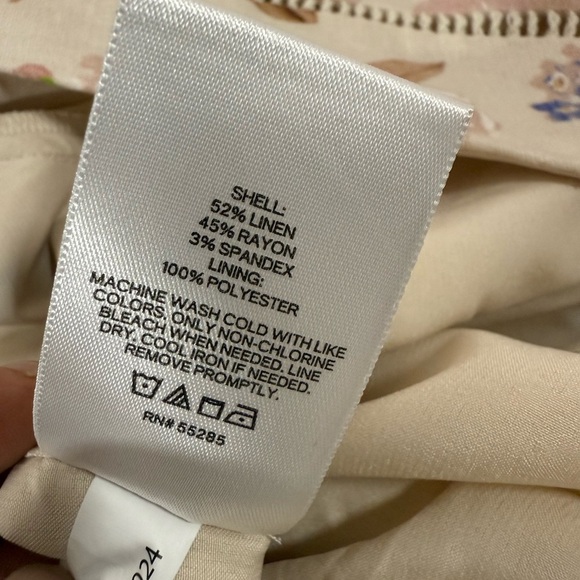 SHELL:
52% LINEN
45% RAYON
3% SPANDEX
LINING:
100% POLYESTER
MACHINE WASH COLD WITH LIKE
COLORS. ONLY NON-CHLORINE
BLEACH WHEN NEEDED. LINE
DRY. COOL IRON IF NEEDED.
REMOVE PROMPTLY.
RN# 55285